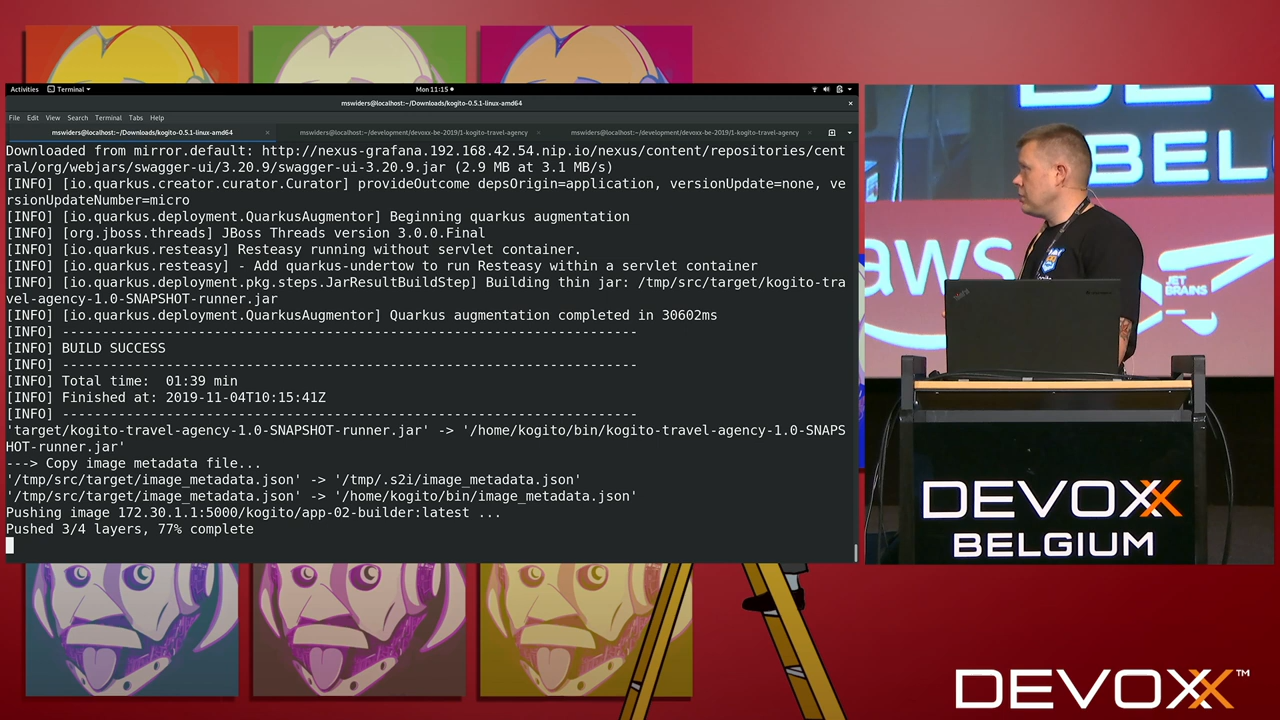 Activities
Terminal
Mon 11:15
mswiders@localhost:~/Downloads/kogito-0.5.1-linux-amd64
File Edit View Search Terminal Tabs Help
mswiders@localhost:~/Downloads/kogito-0.5.1-linux-amd64
mswiders@localhost:~/development/devoxx-be-2019/1-kogito-travel-agency
mswiders@localhost:~/development/devoxx-be-2019/1-kogito-travel-agency
Downloaded from mirror.default: http://nexus-grafana.192.168.42.54.nip.io/nexus/content/repositories/cent
ral/org/webjars/swagger-ui/3.20.9/swagger-ui-3.20.9.jar (2.9 MB at 3.1 MB/s)
[INFO] [io.quarkus.creator.curator.Curator] provideOutcome depsOrigin=application, versionUpdate=none, ve
rsionUpdateNumber=micro
[INFO] [io.quarkus.deployment.QuarkusAugmentor] Beginning quarkus augmentation
[INFO] [org.jboss.threads] JBoss Threads version 3.0.0.Final
[INFO] [io.quarkus.resteasy] Resteasy running without servlet container.
[INFO] [io.quarkus.resteasy] - Add quarkus-undertow to run Resteasy within a servlet container
[INFO] [io.quarkus.deployment.pkg.steps.JarResultBuildStep] Building thin jar: /tmp/src/target/kogito-tra
vel-agency-1.0-SNAPSHOT-runner.jar
[INFO] [io.quarkus.deployment.QuarkusAugmentor] Quarkus augmentation completed in 30602ms
[INFO] ------------------------------------------------------------------------
[INFO] BUILD SUCCESS
[INFO] ------------------------------------------------------------------------
[INFO] Total time:  01:39 min
[INFO] Finished at: 2019-11-04T10:15:41Z
[INFO] ------------------------------------------------------------------------
'target/kogito-travel-agency-1.0-SNAPSHOT-runner.jar' -> '/home/kogito/bin/kogito-travel-agency-1.0-SNAPS
HOT-runner.jar'
---> Copy image metadata file...
'/tmp/src/target/image_metadata.json' -> '/tmp/.s2i/image_metadata.json'
'/tmp/src/target/image_metadata.json' -> '/home/kogito/bin/image_metadata.json'
Pushing image 172.30.1.1:5000/kogito/app-02-builder:latest ...
Pushed 3/4 layers, 77% complete
BEL
aws
JET
BRAINS
DEVOXX
BELGIUM
DEVOXX™